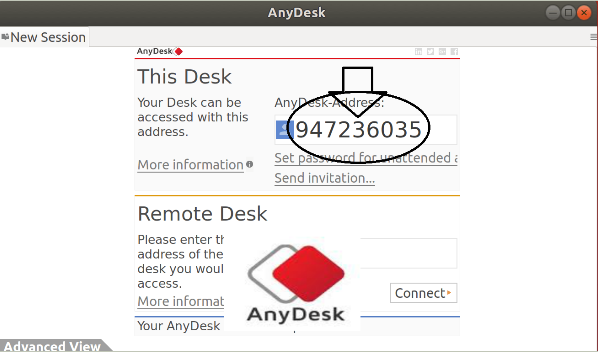 AnyDesk
New Session
AnyDesk
This Desk
Your Desk can be
accessed with this
address.
More information
AnyDesk-Address:
947236035
Set password for unattended a
Send invitation...
Remote Desk
Please enter th
address of the
desk you woul
access.
More informat
AnyDesk
Connect
Your AnyDesk
Advanced View